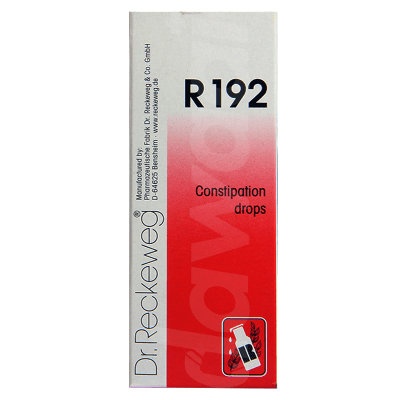 R 192
Constipation
drops
Dr. Reckeweg®
Manufactured by:
Pharmazeutische Fabrik Dr. Reckeweg & Co. GmbH
D-64625 Bensheim · www.reckeweg.de
R